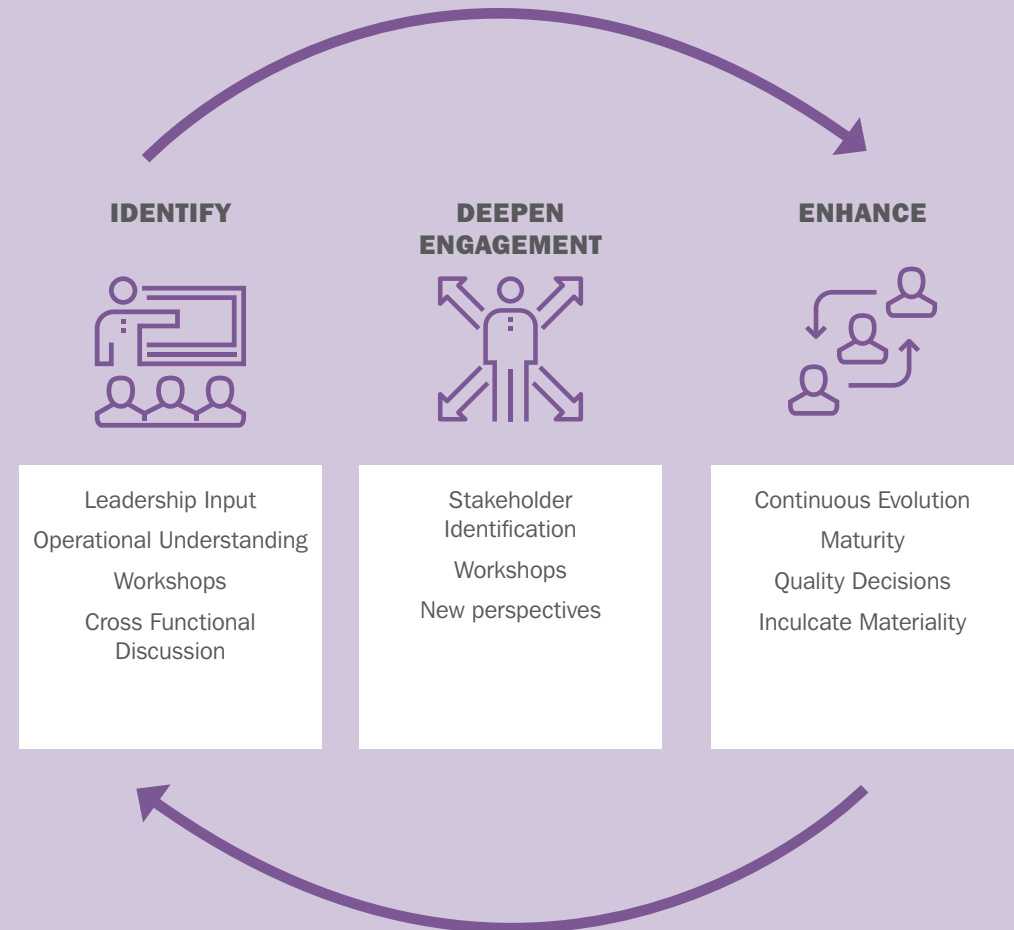 IDENTIFY
DEEPEN
ENGAGEMENT
ENHANCE
Leadership Input
Operational Understanding
Workshops
Cross Functional
Discussion
Stakeholder
Identification
Workshops
New perspectives
Continuous Evolution
Maturity
Quality Decisions
Inculcate Materiality